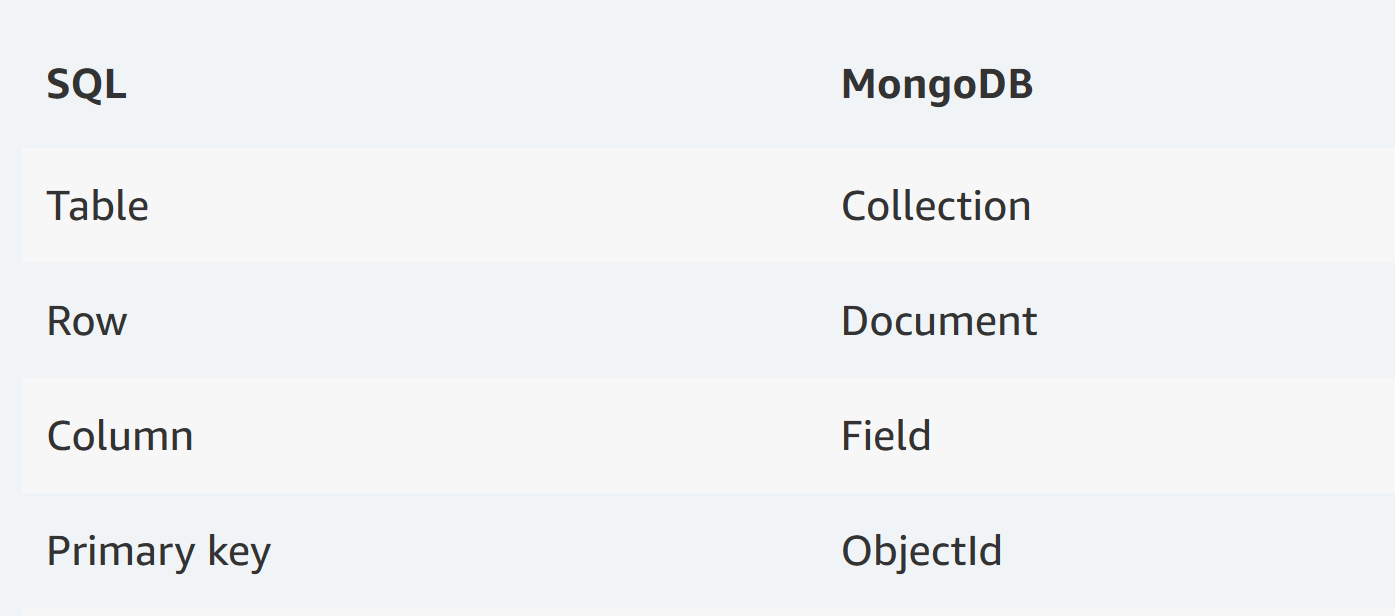 SQL MongoDB
Table Collection
Row Document
Column Field
Primary key ObjectId